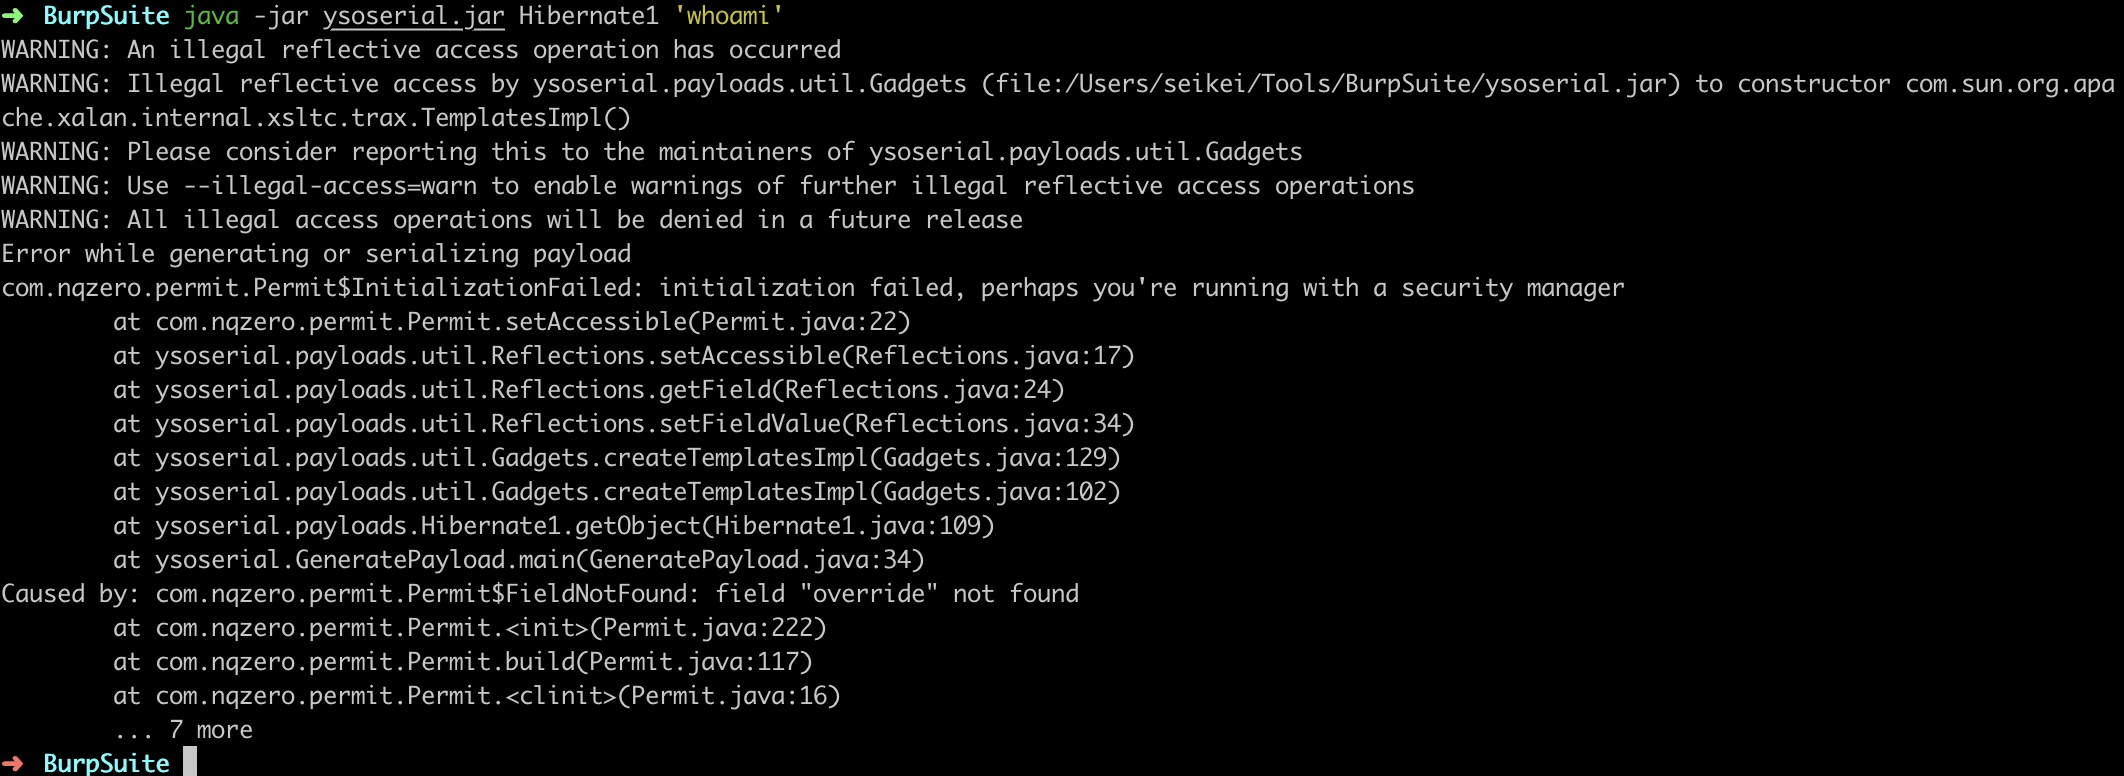 ➜ BurpSuite java -jar ysoserial.jar Hibernate1 'whoami'
WARNING: An illegal reflective access operation has occurred
WARNING: Illegal reflective access by ysoserial.payloads.util.Gadgets (file:/Users/seikei/Tools/BurpSuite/ysoserial.jar) to constructor com.sun.org.apa
che.xalan.internal.xsltc.trax.TemplatesImpl()
WARNING: Please consider reporting this to the maintainers of ysoserial.payloads.util.Gadgets
WARNING: Use --illegal-access=warn to enable warnings of further illegal reflective access operations
WARNING: All illegal access operations will be denied in a future release
Error while generating or serializing payload
com.nqzero.permit.Permit$InitializationFailed: initialization failed, perhaps you're running with a security manager
        at com.nqzero.permit.Permit.setAccessible(Permit.java:22)
        at ysoserial.payloads.util.Reflections.setAccessible(Reflections.java:17)
        at ysoserial.payloads.util.Reflections.getField(Reflections.java:24)
        at ysoserial.payloads.util.Reflections.setFieldValue(Reflections.java:34)
        at ysoserial.payloads.util.Gadgets.createTemplatesImpl(Gadgets.java:129)
        at ysoserial.payloads.util.Gadgets.createTemplatesImpl(Gadgets.java:102)
        at ysoserial.payloads.Hibernate1.getObject(Hibernate1.java:109)
        at ysoserial.GeneratePayload.main(GeneratePayload.java:34)
Caused by: com.nqzero.permit.Permit$FieldNotFound: field "override" not found
        at com.nqzero.permit.Permit.<init>(Permit.java:222)
        at com.nqzero.permit.Permit.build(Permit.java:117)
        at com.nqzero.permit.Permit.<clinit>(Permit.java:16)
        ... 7 more
➜ BurpSuite